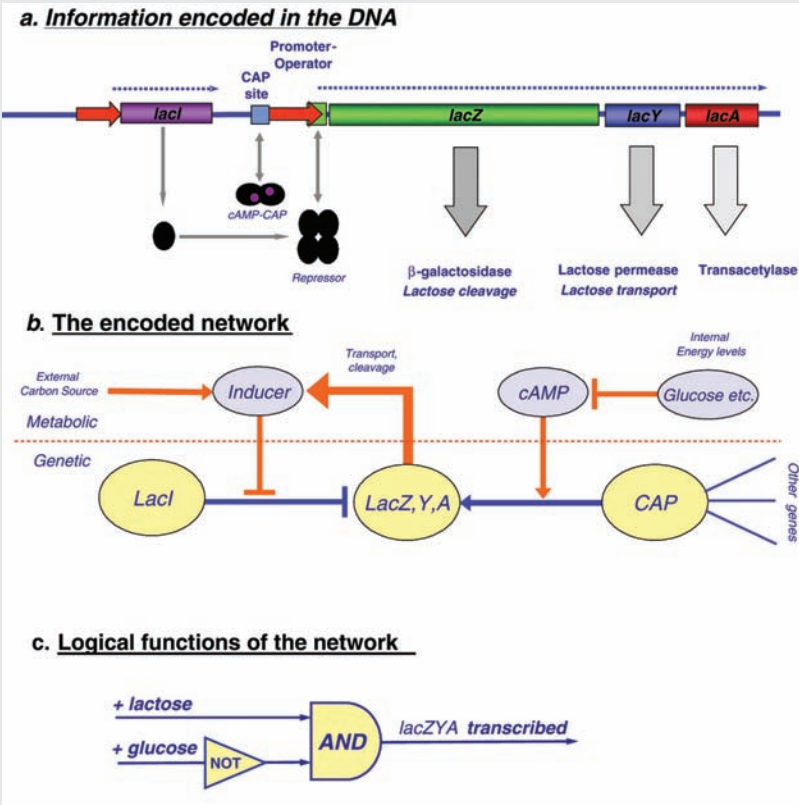 a. Information encoded in the DNA
Promoter-
Operator
CAP
site
lacI
lacZ
lacY
lacA
cAMP-CAP
Repressor
β-galactosidase
Lactose cleavage
Lactose permease
Lactose transport
Transacetylase
b. The encoded network
Internal
Energy levels
Transport,
cleavage
External
Carbon Source
Inducer
cAMP
Glucose etc.
Metabolic
Genetic
LacI
LacZ,Y,A
CAP
Other genes
c. Logical functions of the network
+ lactose
+ glucose
NOT
AND
lacZYA transcribed